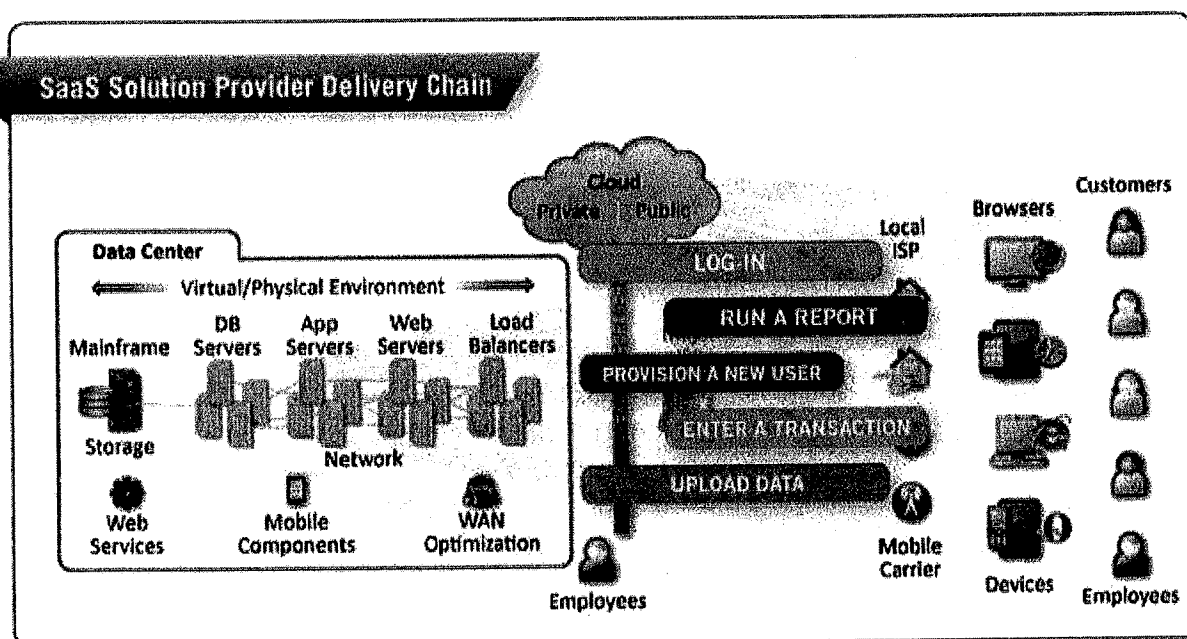 SaaS Solution Provider Delivery Chain
Cloud
Private Public
Customers
Browsers
Local
ISP
Data Center
Virtual/Physical Environment
LOG-IN
RUN A REPORT
PROVISION A NEW USER
ENTER A TRANSACTION
UPLOAD DATA
Mainframe
DB
Servers
App
Servers
Web
Servers
Load
Balancers
Storage
Network
Web
Services
Mobile
Components
WAN
Optimization
Employees
Mobile
Carrier
Devices
Employees